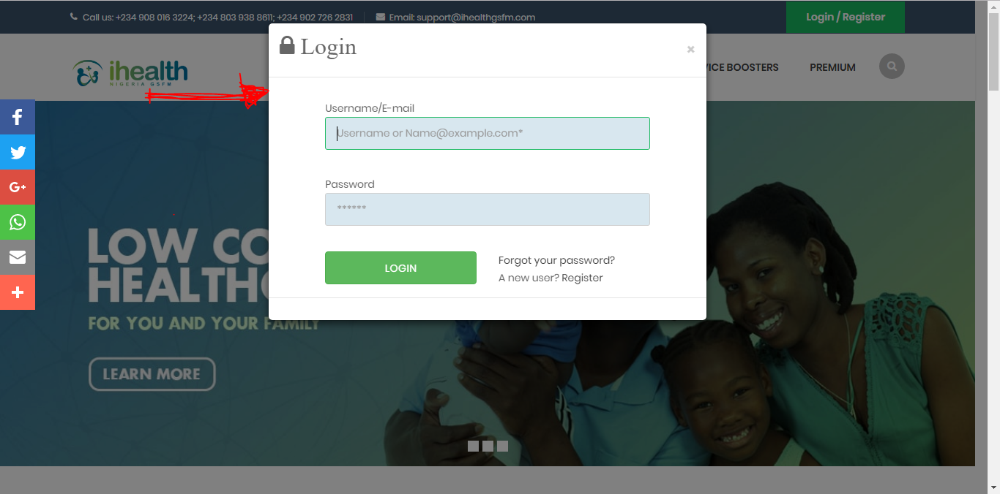 Call us: +234 908 016 3224; +234 803 938 8611; +234 902 726 2831
Email: support@ihealthgsfm.com
Login / Register
Login
×
ihealth
NIGERIA GSFM
VICE BOOSTERS
PREMIUM
Username/E-mail
Username or Name@example.com*
Password
******
LOGIN
Forgot your password?
A new user? Register
LOW CO
HEALTHC
FOR YOU AND YOUR FAMILY
LEARN MORE